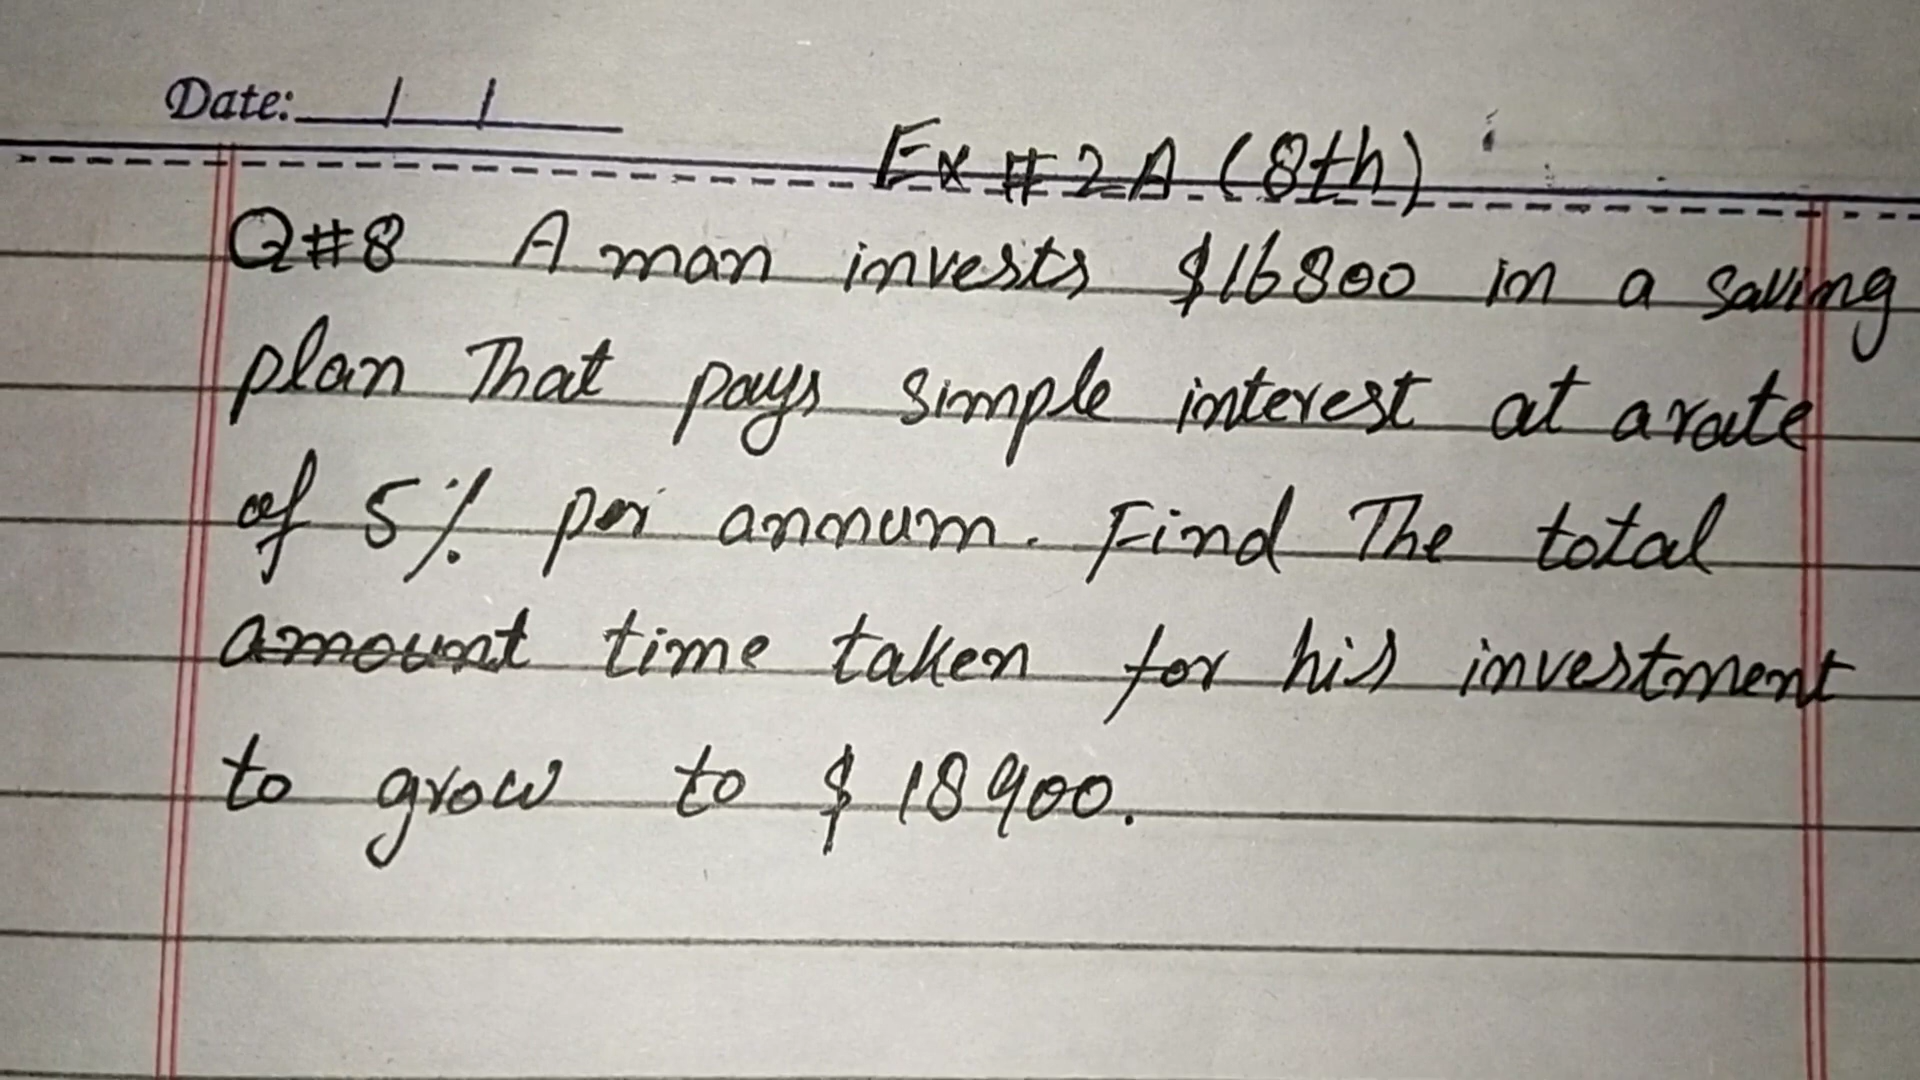 Date: / /
Ex # 2A (8th)
Q#8 A man invests $16800 in a saving
plan That pays simple interest at a rate
of 5% per annum. Find The total
amount time taken for his investment
to grow to $ 18900.